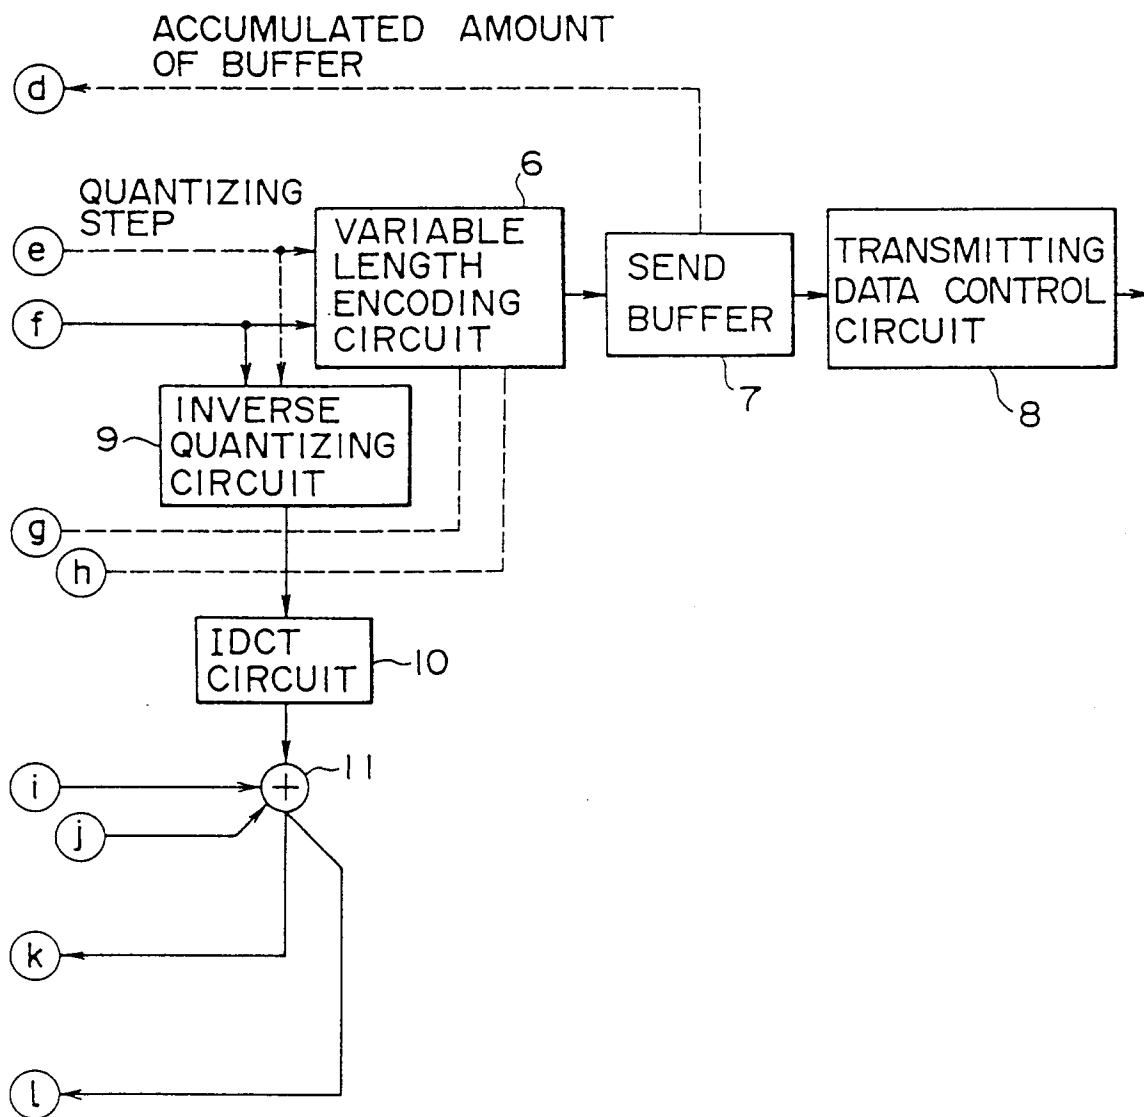 ACCUMULATED AMOUNT
OF BUFFER
d
6
QUANTIZING
STEP
e
f
VARIABLE
LENGTH
ENCODING
CIRCUIT
SEND
BUFFER
TRANSMITTING
DATA CONTROL
CIRCUIT
7
8
9
INVERSE
QUANTIZING
CIRCUIT
g
h
IDCT
CIRCUIT
10
i
+
11
j
k
l